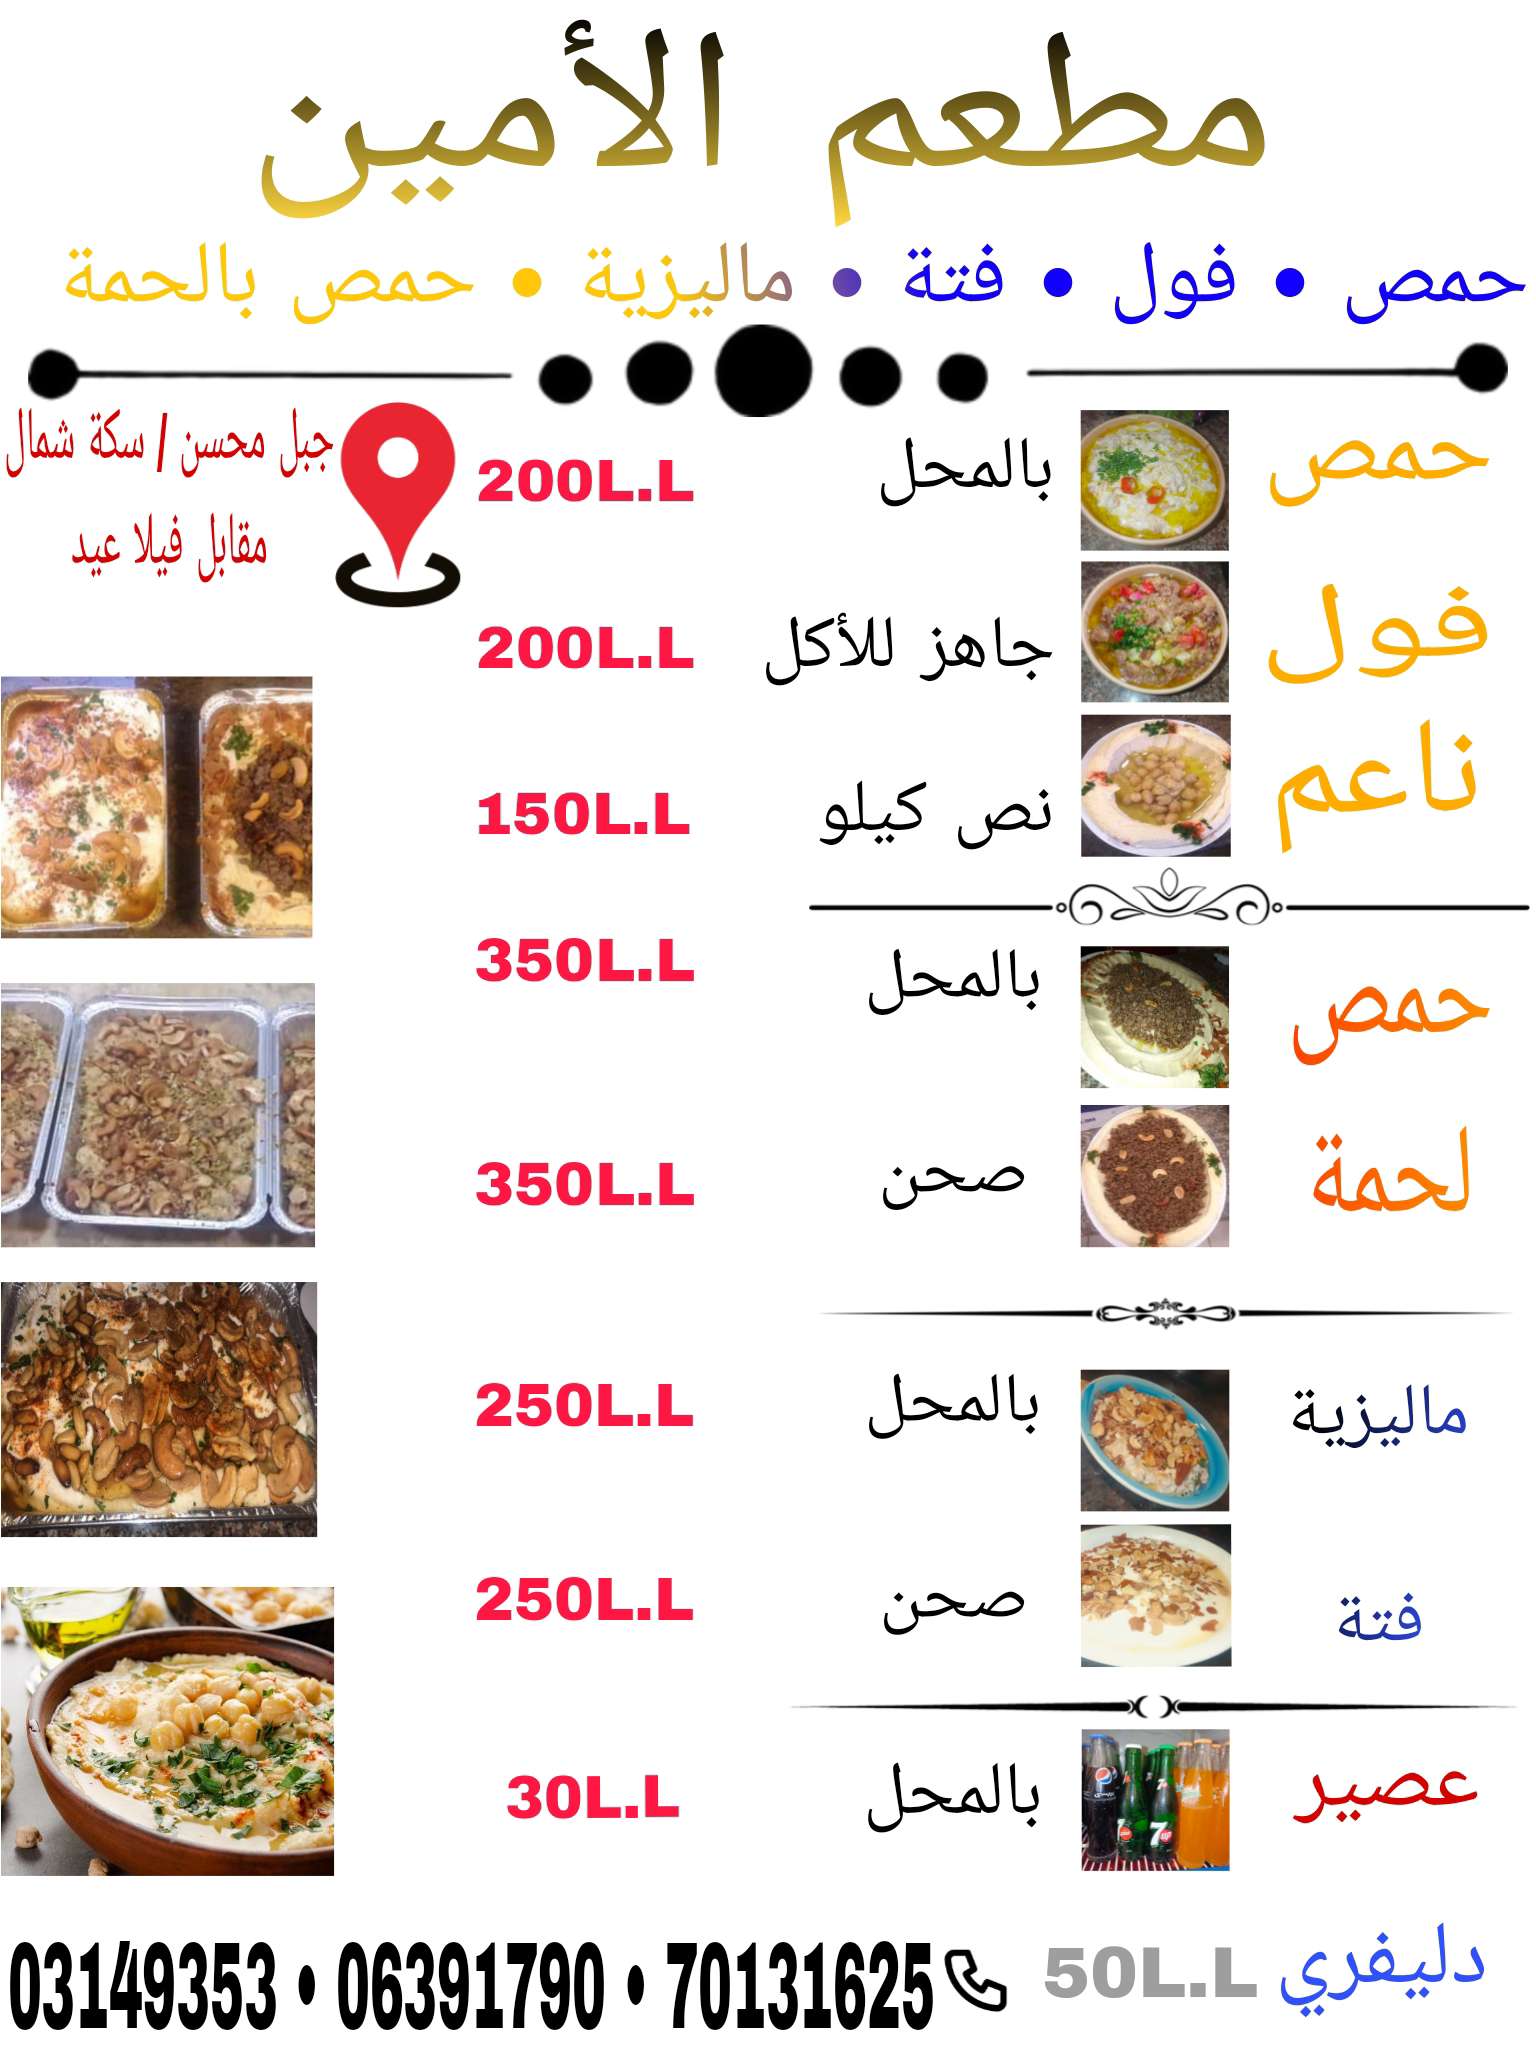 مطعم الأمين
حمص • فول • فتة • ماليزية • حمص بالحمة
جبل محسن / سكة شمال
مقابل فيلا عيد
حمص بالمحل 200L.L
فول جاهز للأكل 200L.L
ناعم نص كيلو 150L.L
حمص بالمحل 350L.L
لحمة صحن 350L.L
ماليزية بالمحل 250L.L
فتة صحن 250L.L
عصير بالمحل 30L.L
دليفري 50L.L
03149353 • 06391790 • 70131625